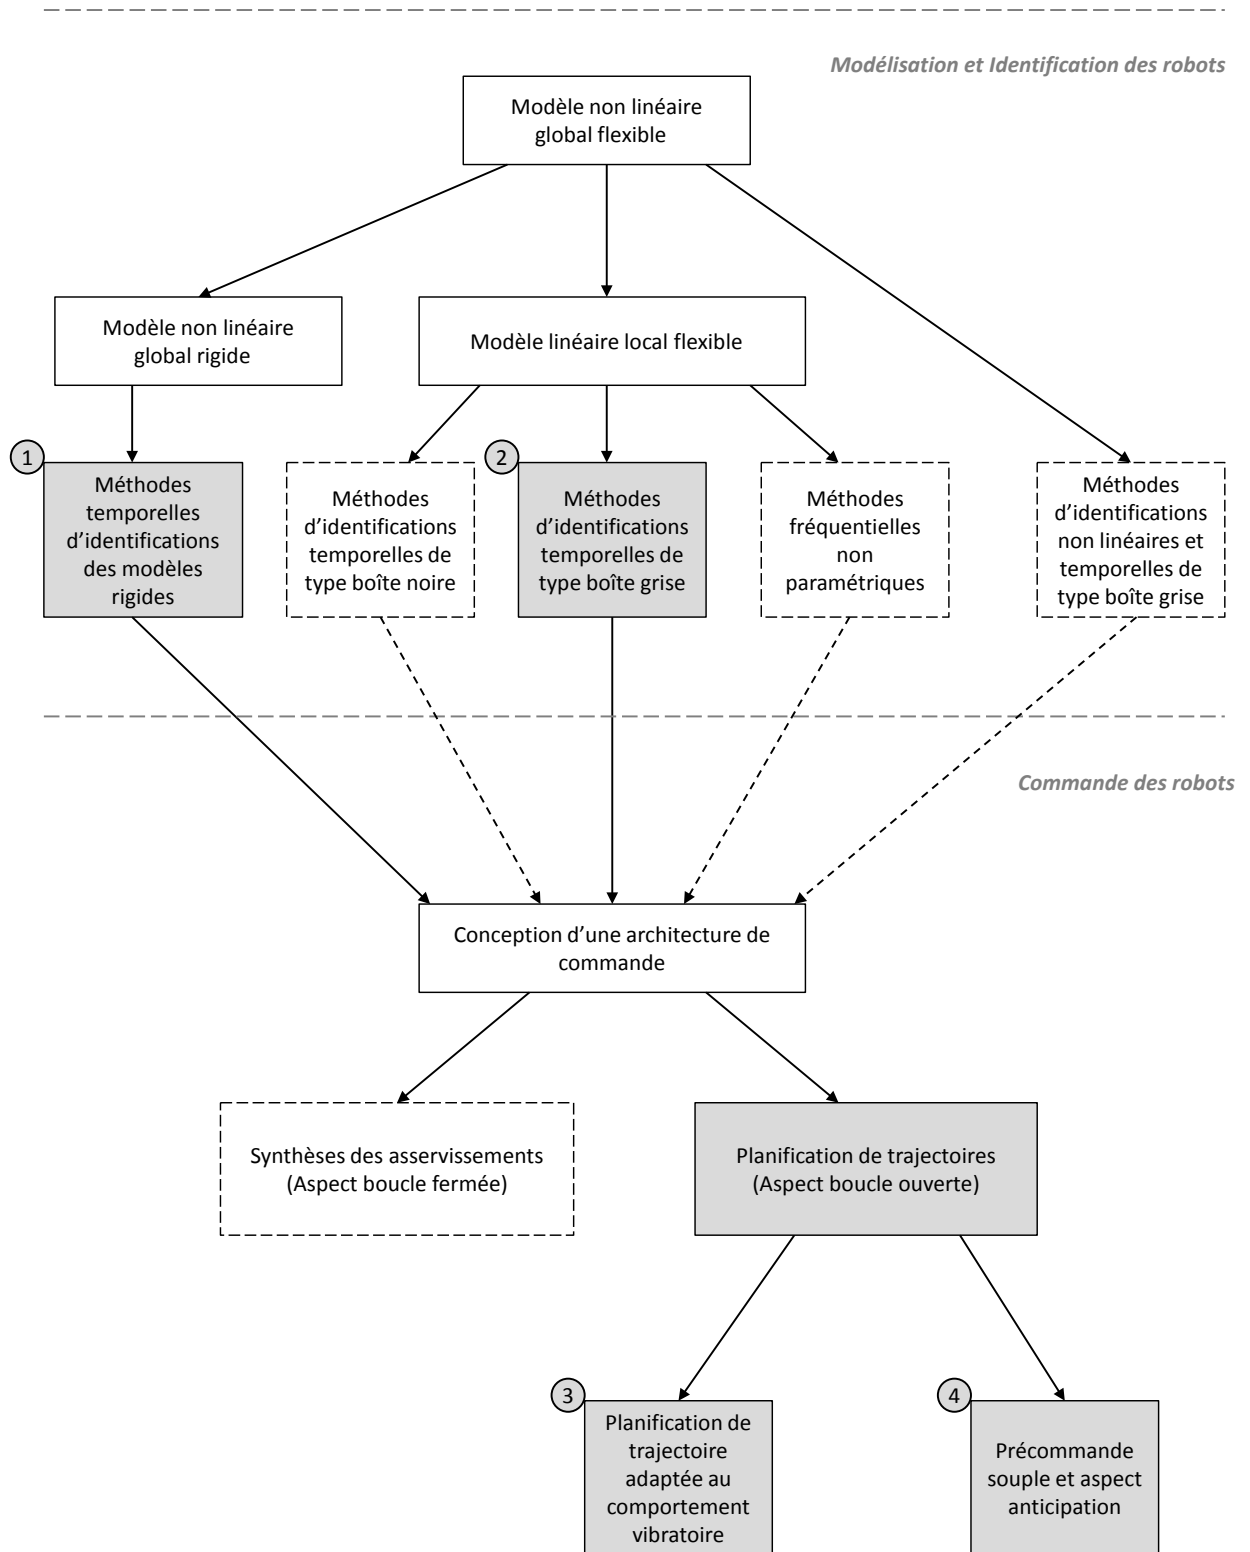 Modélisation et Identification des robots
Modèle non linéaire
global flexible
Modèle non linéaire
global rigide
Modèle linéaire local flexible
1
Méthodes
temporelles
d’identifications
des modèles
rigides
Méthodes
d’identifications
temporelles de
type boîte noire
2
Méthodes
d’identifications
temporelles de
type boîte grise
Méthodes
fréquentielles
non
paramétriques
Méthodes
d’identifications
non linéaires et
temporelles de
type boîte grise
Commande des robots
Conception d’une architecture de
commande
Synthèses des asservissements
(Aspect boucle fermée)
Planification de trajectoires
(Aspect boucle ouverte)
3
Planification de
trajectoire
adaptée au
comportement
vibratoire
4
Précommande
souple et aspect
anticipation